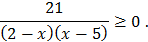 21/((2−x)(x−5)) ≥ 0 .